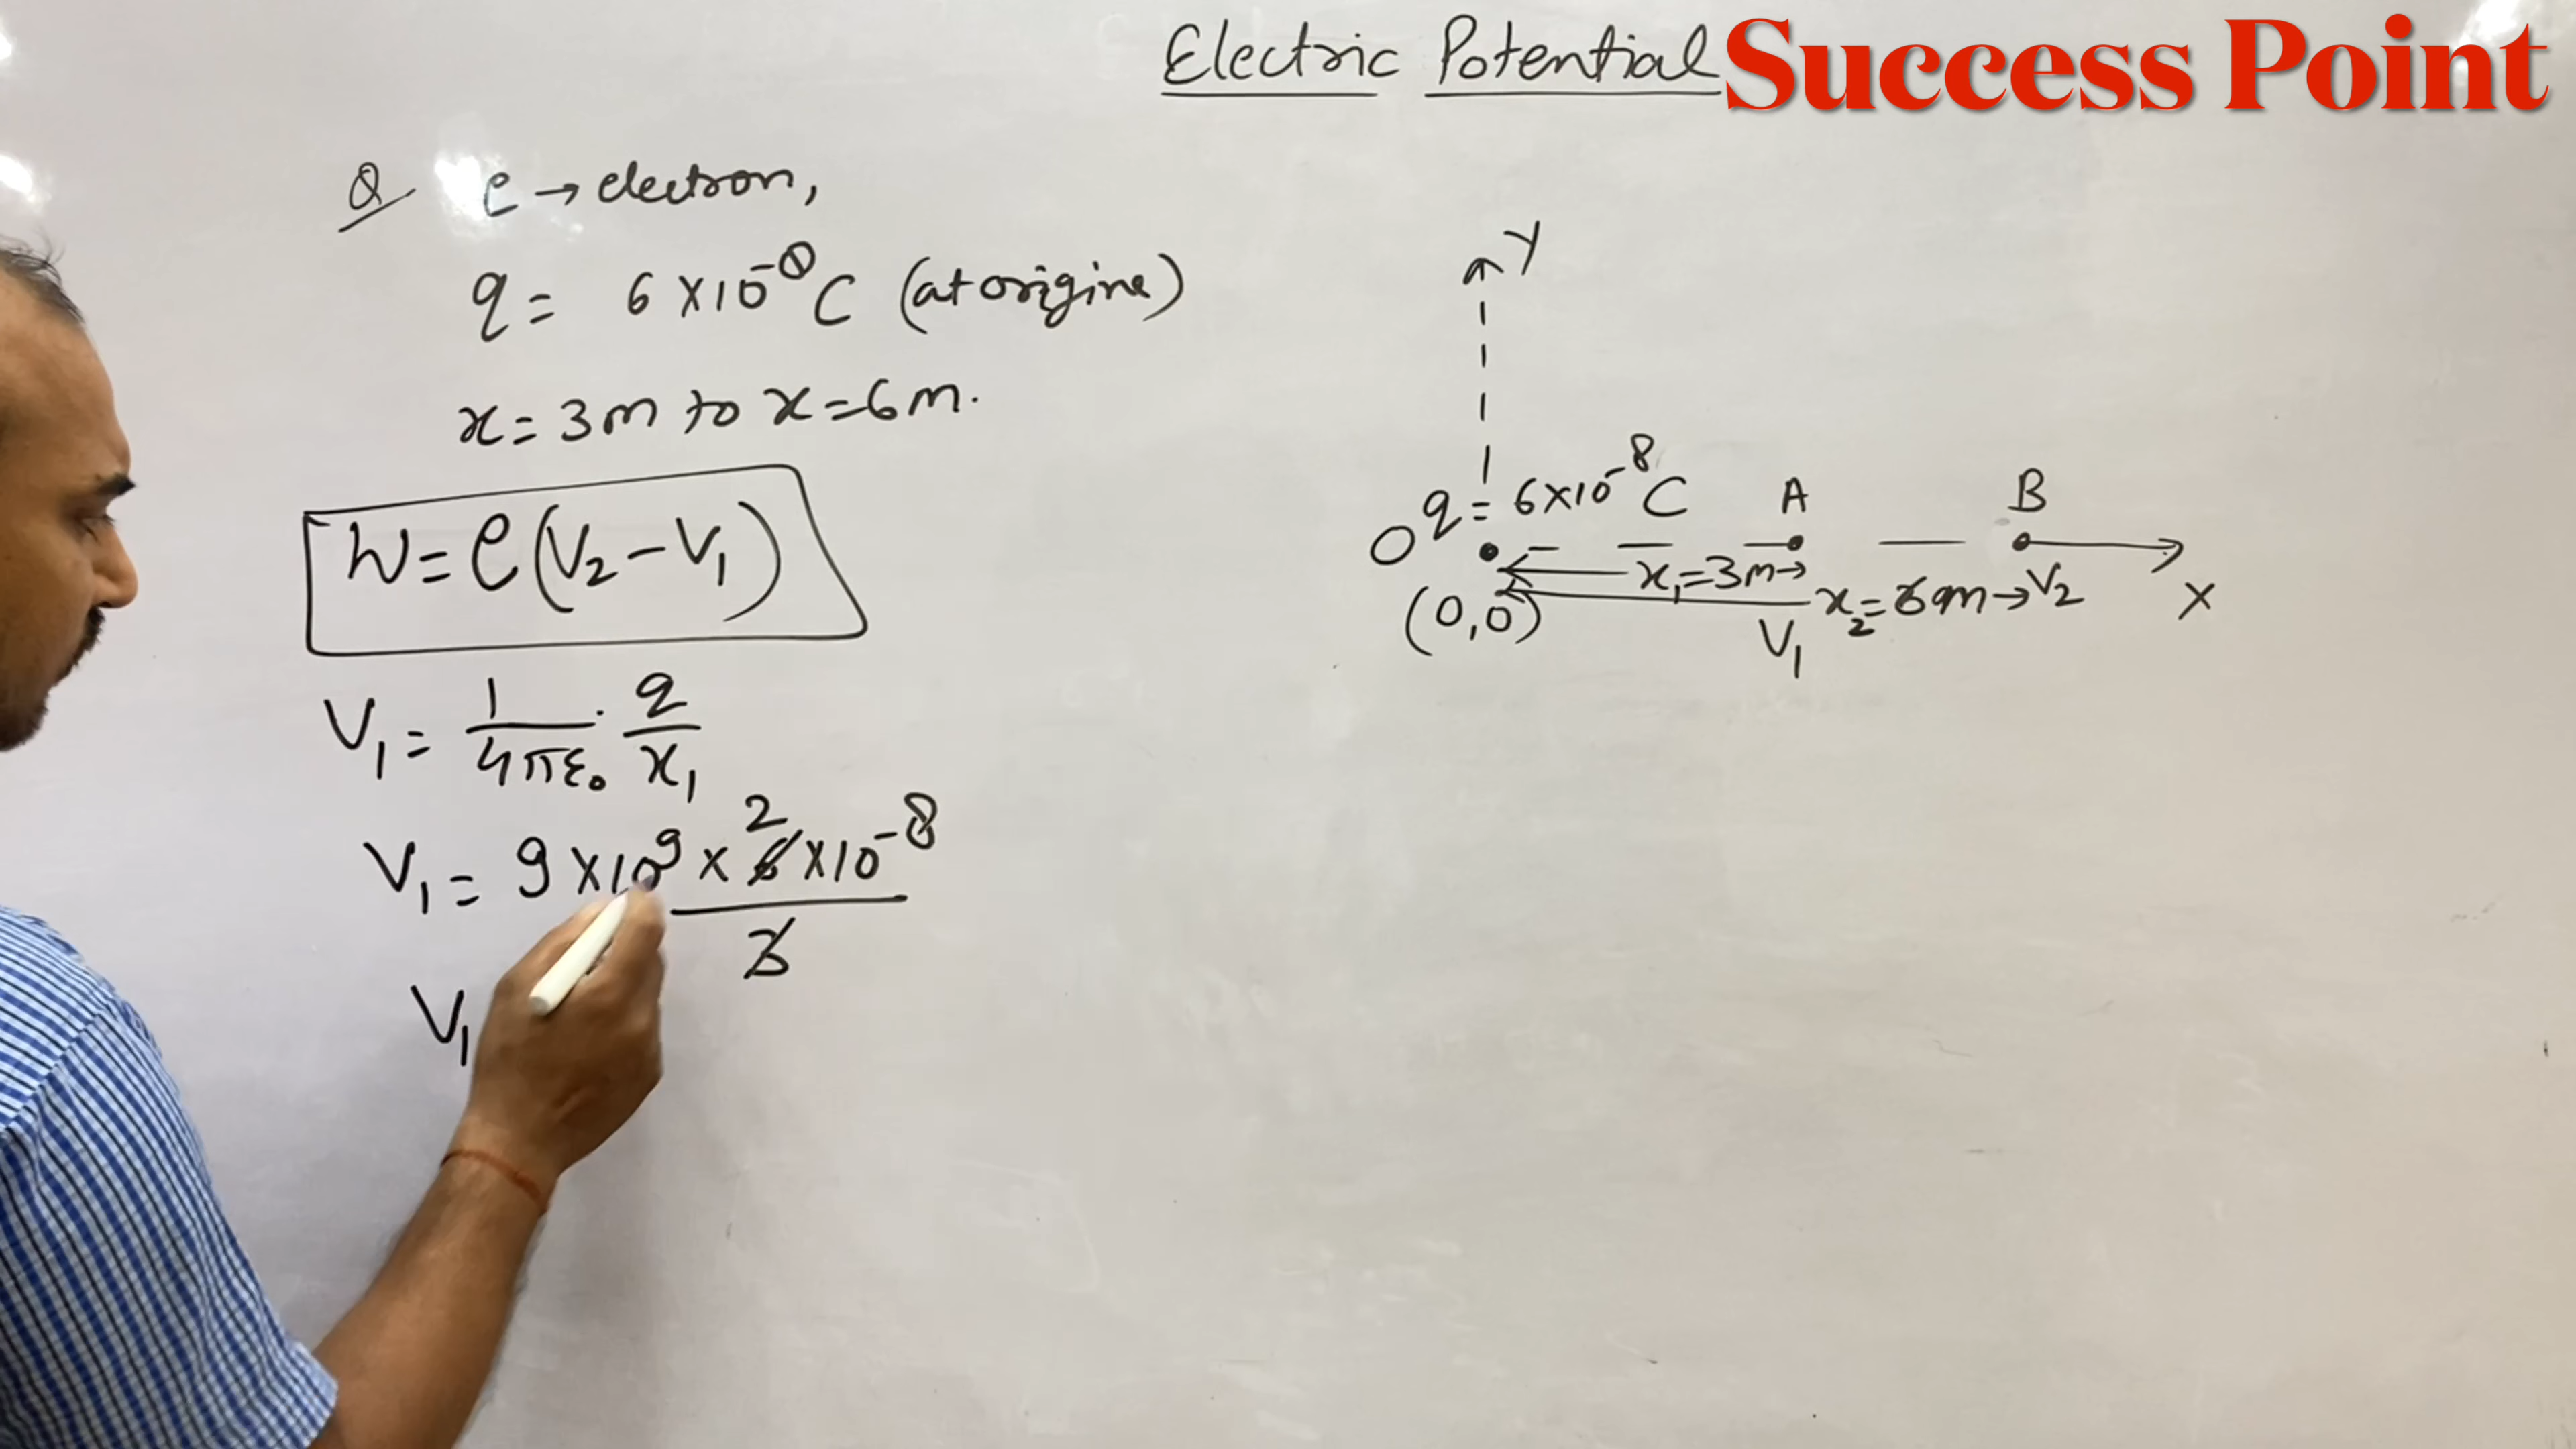 Electric Potential Success Point
Q e → electron,
q = 6 × 10⁻⁸ C (at origine)
x = 3m to x = 6m.
W = e(V₂ - V₁)
V₁ = 1/4πε₀ . q/x₁
V₁ = 9 × 10⁹ × 6 2 × 10⁻⁸ / 3
V₁
Y
q = 6×10⁻⁸ C A B
O
x₁ = 3m →
(0,0) x₂ = 6m → V₂ X
V₁